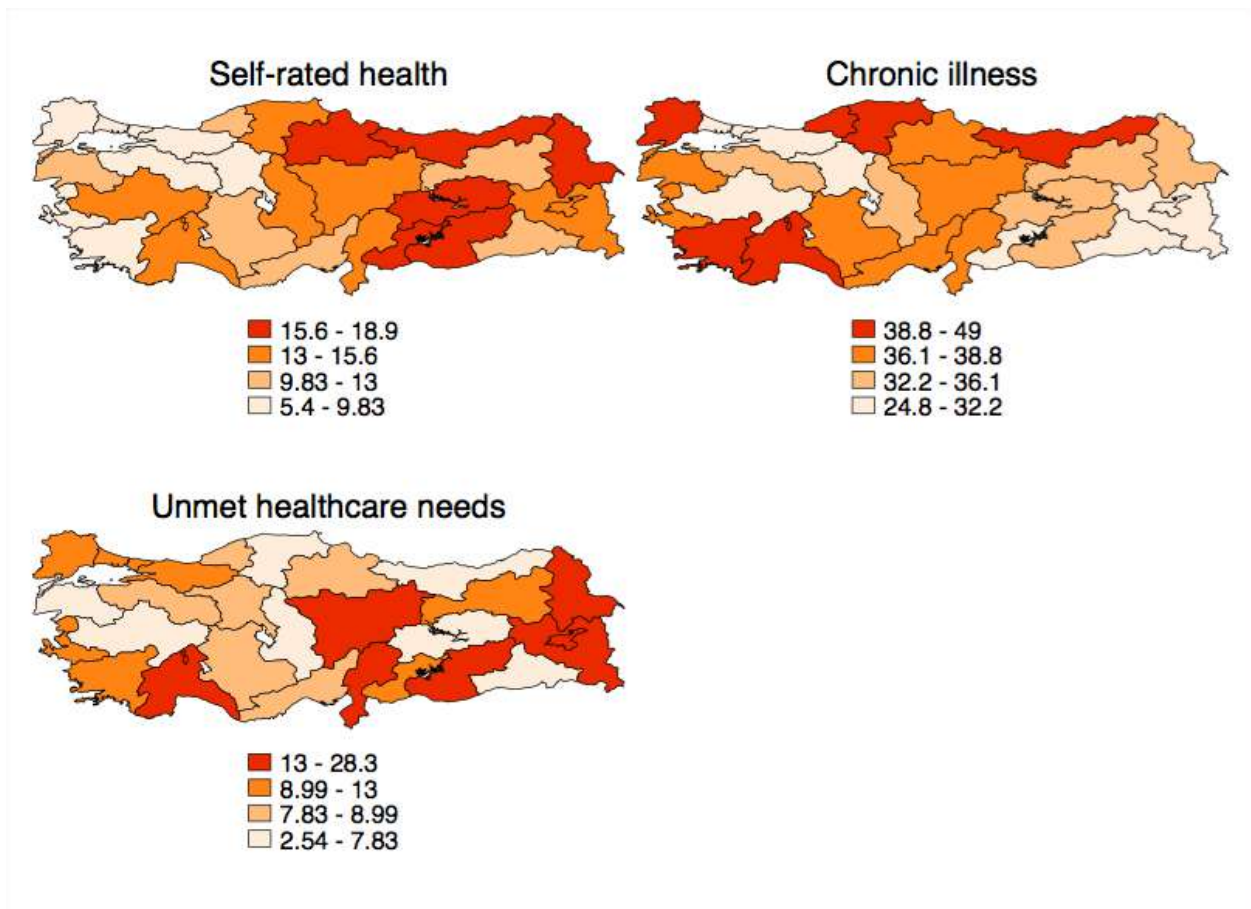 Self-rated health
15.6 - 18.9
13 - 15.6
9.83 - 13
5.4 - 9.83
Chronic illness
38.8 - 49
36.1 - 38.8
32.2 - 36.1
24.8 - 32.2
Unmet healthcare needs
13 - 28.3
8.99 - 13
7.83 - 8.99
2.54 - 7.83